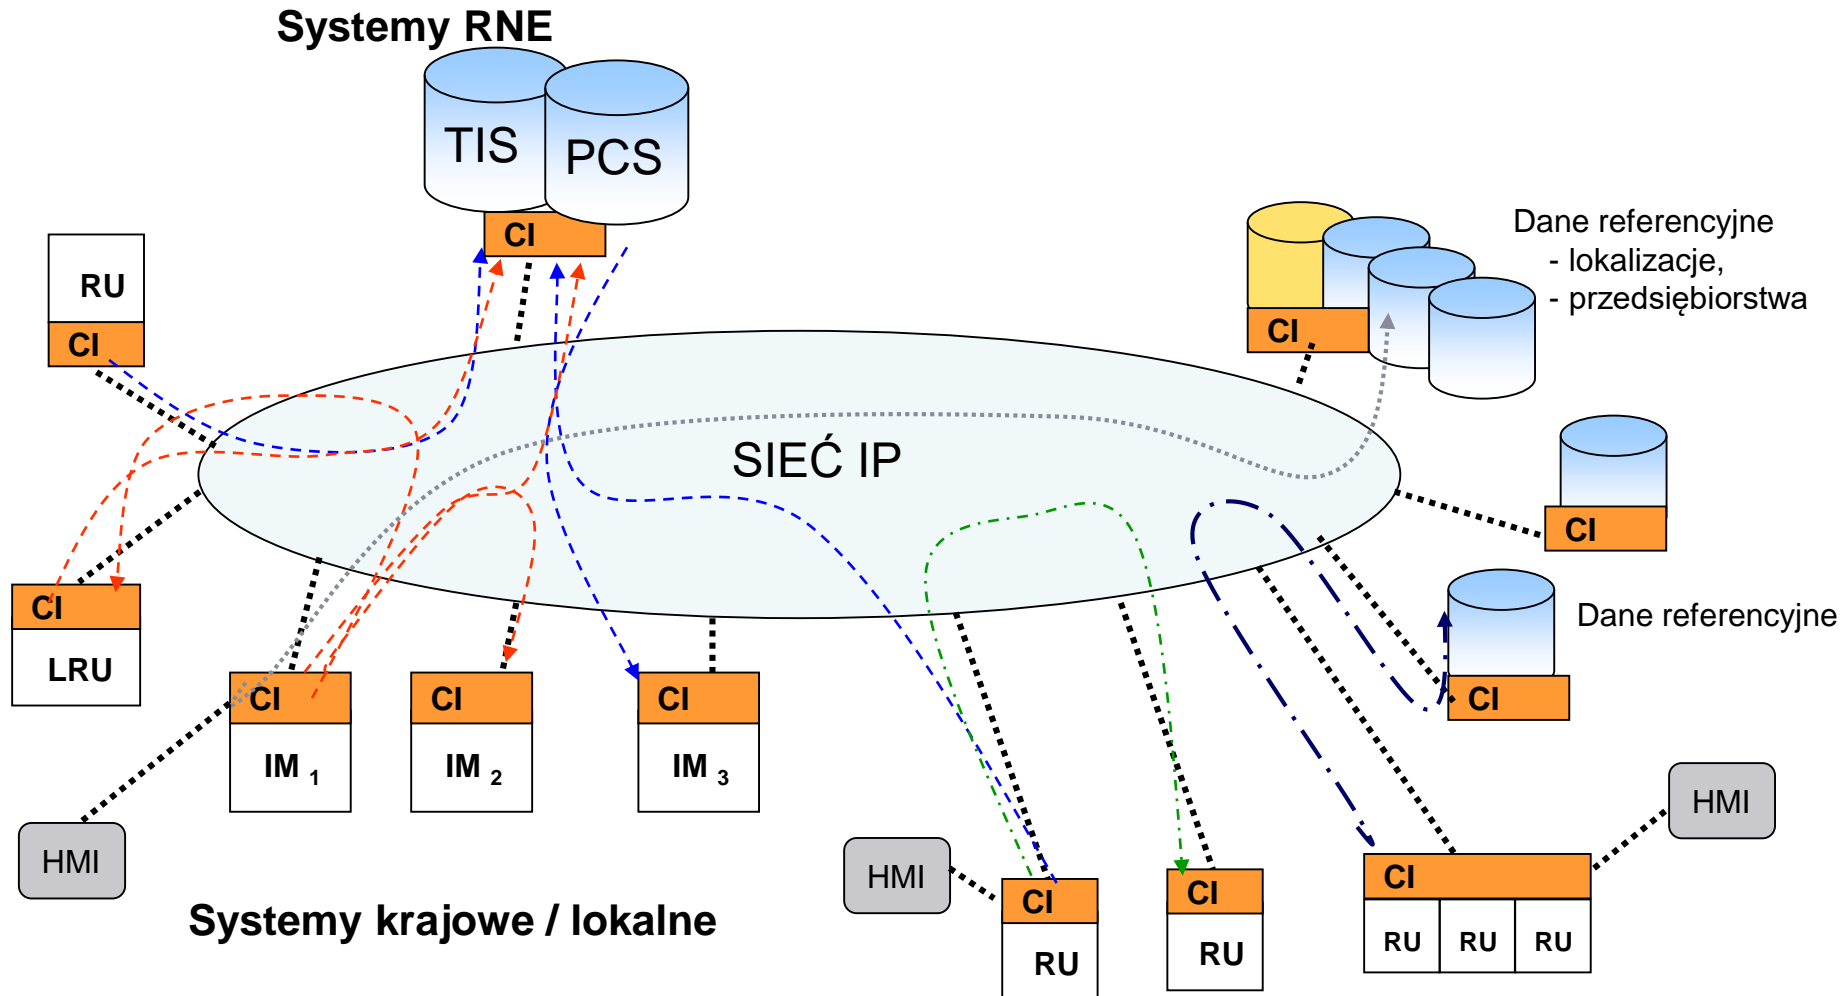 Systemy RNE
TIS
PCS
CI
RU
CI
Dane referencyjne
- lokalizacje,
- przedsiębiorstwa
CI
SIEĆ IP
CI
CI
LRU
Dane referencyjne
CI
CI
IM 1
CI
IM 2
CI
IM 3
HMI
HMI
HMI
CI
RU
CI
RU
CI
RU
RU
RU
Systemy krajowe / lokalne